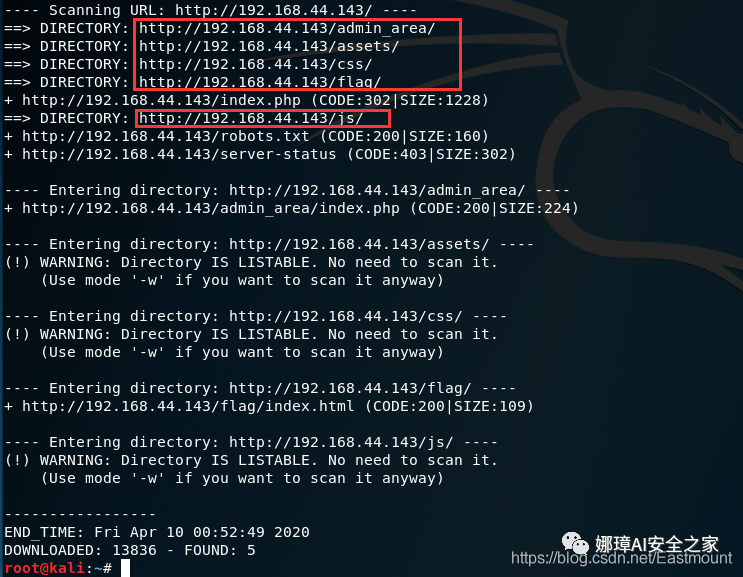 ---- Scanning URL: http://192.168.44.143/ ----
==> DIRECTORY: http://192.168.44.143/admin_area/
==> DIRECTORY: http://192.168.44.143/assets/
==> DIRECTORY: http://192.168.44.143/css/
==> DIRECTORY: http://192.168.44.143/flag/
+ http://192.168.44.143/index.php (CODE:302|SIZE:1228)
==> DIRECTORY: http://192.168.44.143/js/
+ http://192.168.44.143/robots.txt (CODE:200|SIZE:160)
+ http://192.168.44.143/server-status (CODE:403|SIZE:302)
---- Entering directory: http://192.168.44.143/admin_area/ ----
+ http://192.168.44.143/admin_area/index.php (CODE:200|SIZE:224)
---- Entering directory: http://192.168.44.143/assets/ ----
(!) WARNING: Directory IS LISTABLE. No need to scan it.
    (Use mode '-w' if you want to scan it anyway)
---- Entering directory: http://192.168.44.143/css/ ----
(!) WARNING: Directory IS LISTABLE. No need to scan it.
    (Use mode '-w' if you want to scan it anyway)
---- Entering directory: http://192.168.44.143/flag/ ----
+ http://192.168.44.143/flag/index.html (CODE:200|SIZE:109)
---- Entering directory: http://192.168.44.143/js/ ----
(!) WARNING: Directory IS LISTABLE. No need to scan it.
    (Use mode '-w' if you want to scan it anyway)
-----------------
END_TIME: Fri Apr 10 00:52:49 2020
DOWNLOADED: 13836 - FOUND: 5
root@kali:~#
娜璋AI安全之家
https://blog.csdn.net/Eastmount